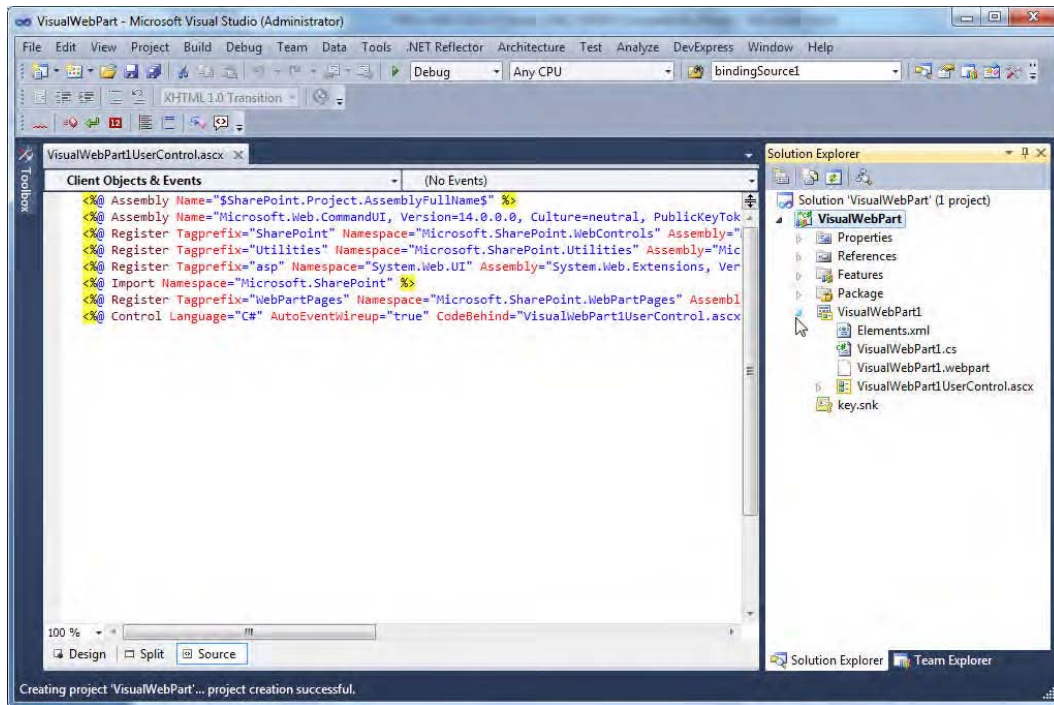 VisualWebPart - Microsoft Visual Studio (Administrator)
File Edit View Project Build Debug Team Data Tools .NET Reflector Architecture Test Analyze DevExpress Window Help
Debug Any CPU bindingSource1
XHTML 1.0 Transition
12
Toolbox
VisualWebPart1UserControl.ascx
Client Objects & Events (No Events)
<%@ Assembly Name="$SharePoint.Project.AssemblyFullName$" %>
<%@ Assembly Name="Microsoft.Web.CommandUI, Version=14.0.0.0, Culture=neutral, PublicKeyTok
<%@ Register Tagprefix="SharePoint" Namespace="Microsoft.SharePoint.WebControls" Assembly="
<%@ Register Tagprefix="Utilities" Namespace="Microsoft.SharePoint.Utilities" Assembly="Mic
<%@ Register Tagprefix="asp" Namespace="System.Web.UI" Assembly="System.Web.Extensions, Ver
<%@ Import Namespace="Microsoft.SharePoint" %>
<%@ Register Tagprefix="WebPartPages" Namespace="Microsoft.SharePoint.WebPartPages" Assembl
<%@ Control Language="C#" AutoEventWireup="true" CodeBehind="VisualWebPart1UserControl.ascx
100 %
Design Split Source
Solution Explorer
Solution 'VisualWebPart' (1 project)
VisualWebPart
Properties
References
Features
Package
VisualWebPart1
Elements.xml
VisualWebPart1.cs
VisualWebPart1.webpart
VisualWebPart1UserControl.ascx
key.snk
Solution Explorer Team Explorer
Creating project 'VisualWebPart'... project creation successful.